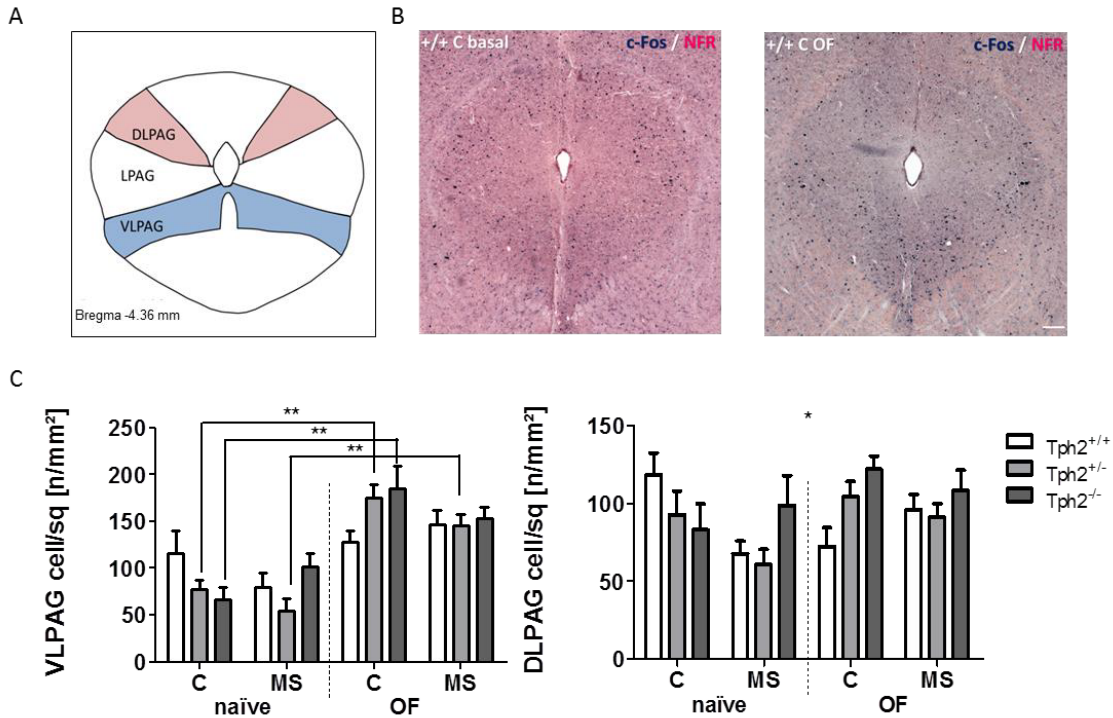 A
DLPAG
LPAG
VLPAG
Bregma -4.36 mm
B
+/+ C basal
c-Fos / NFR
+/+ C OF
c-Fos / NFR
C
VLPAG cell/sq [n/mm²]
250
200
150
100
50
0
**
**
**
C
MS
C
MS
naïve
OF
DLPAG cell/sq [n/mm²]
150
100
50
0
*
C
MS
C
MS
naïve
OF
Tph2+/+
Tph2+/-
Tph2-/-